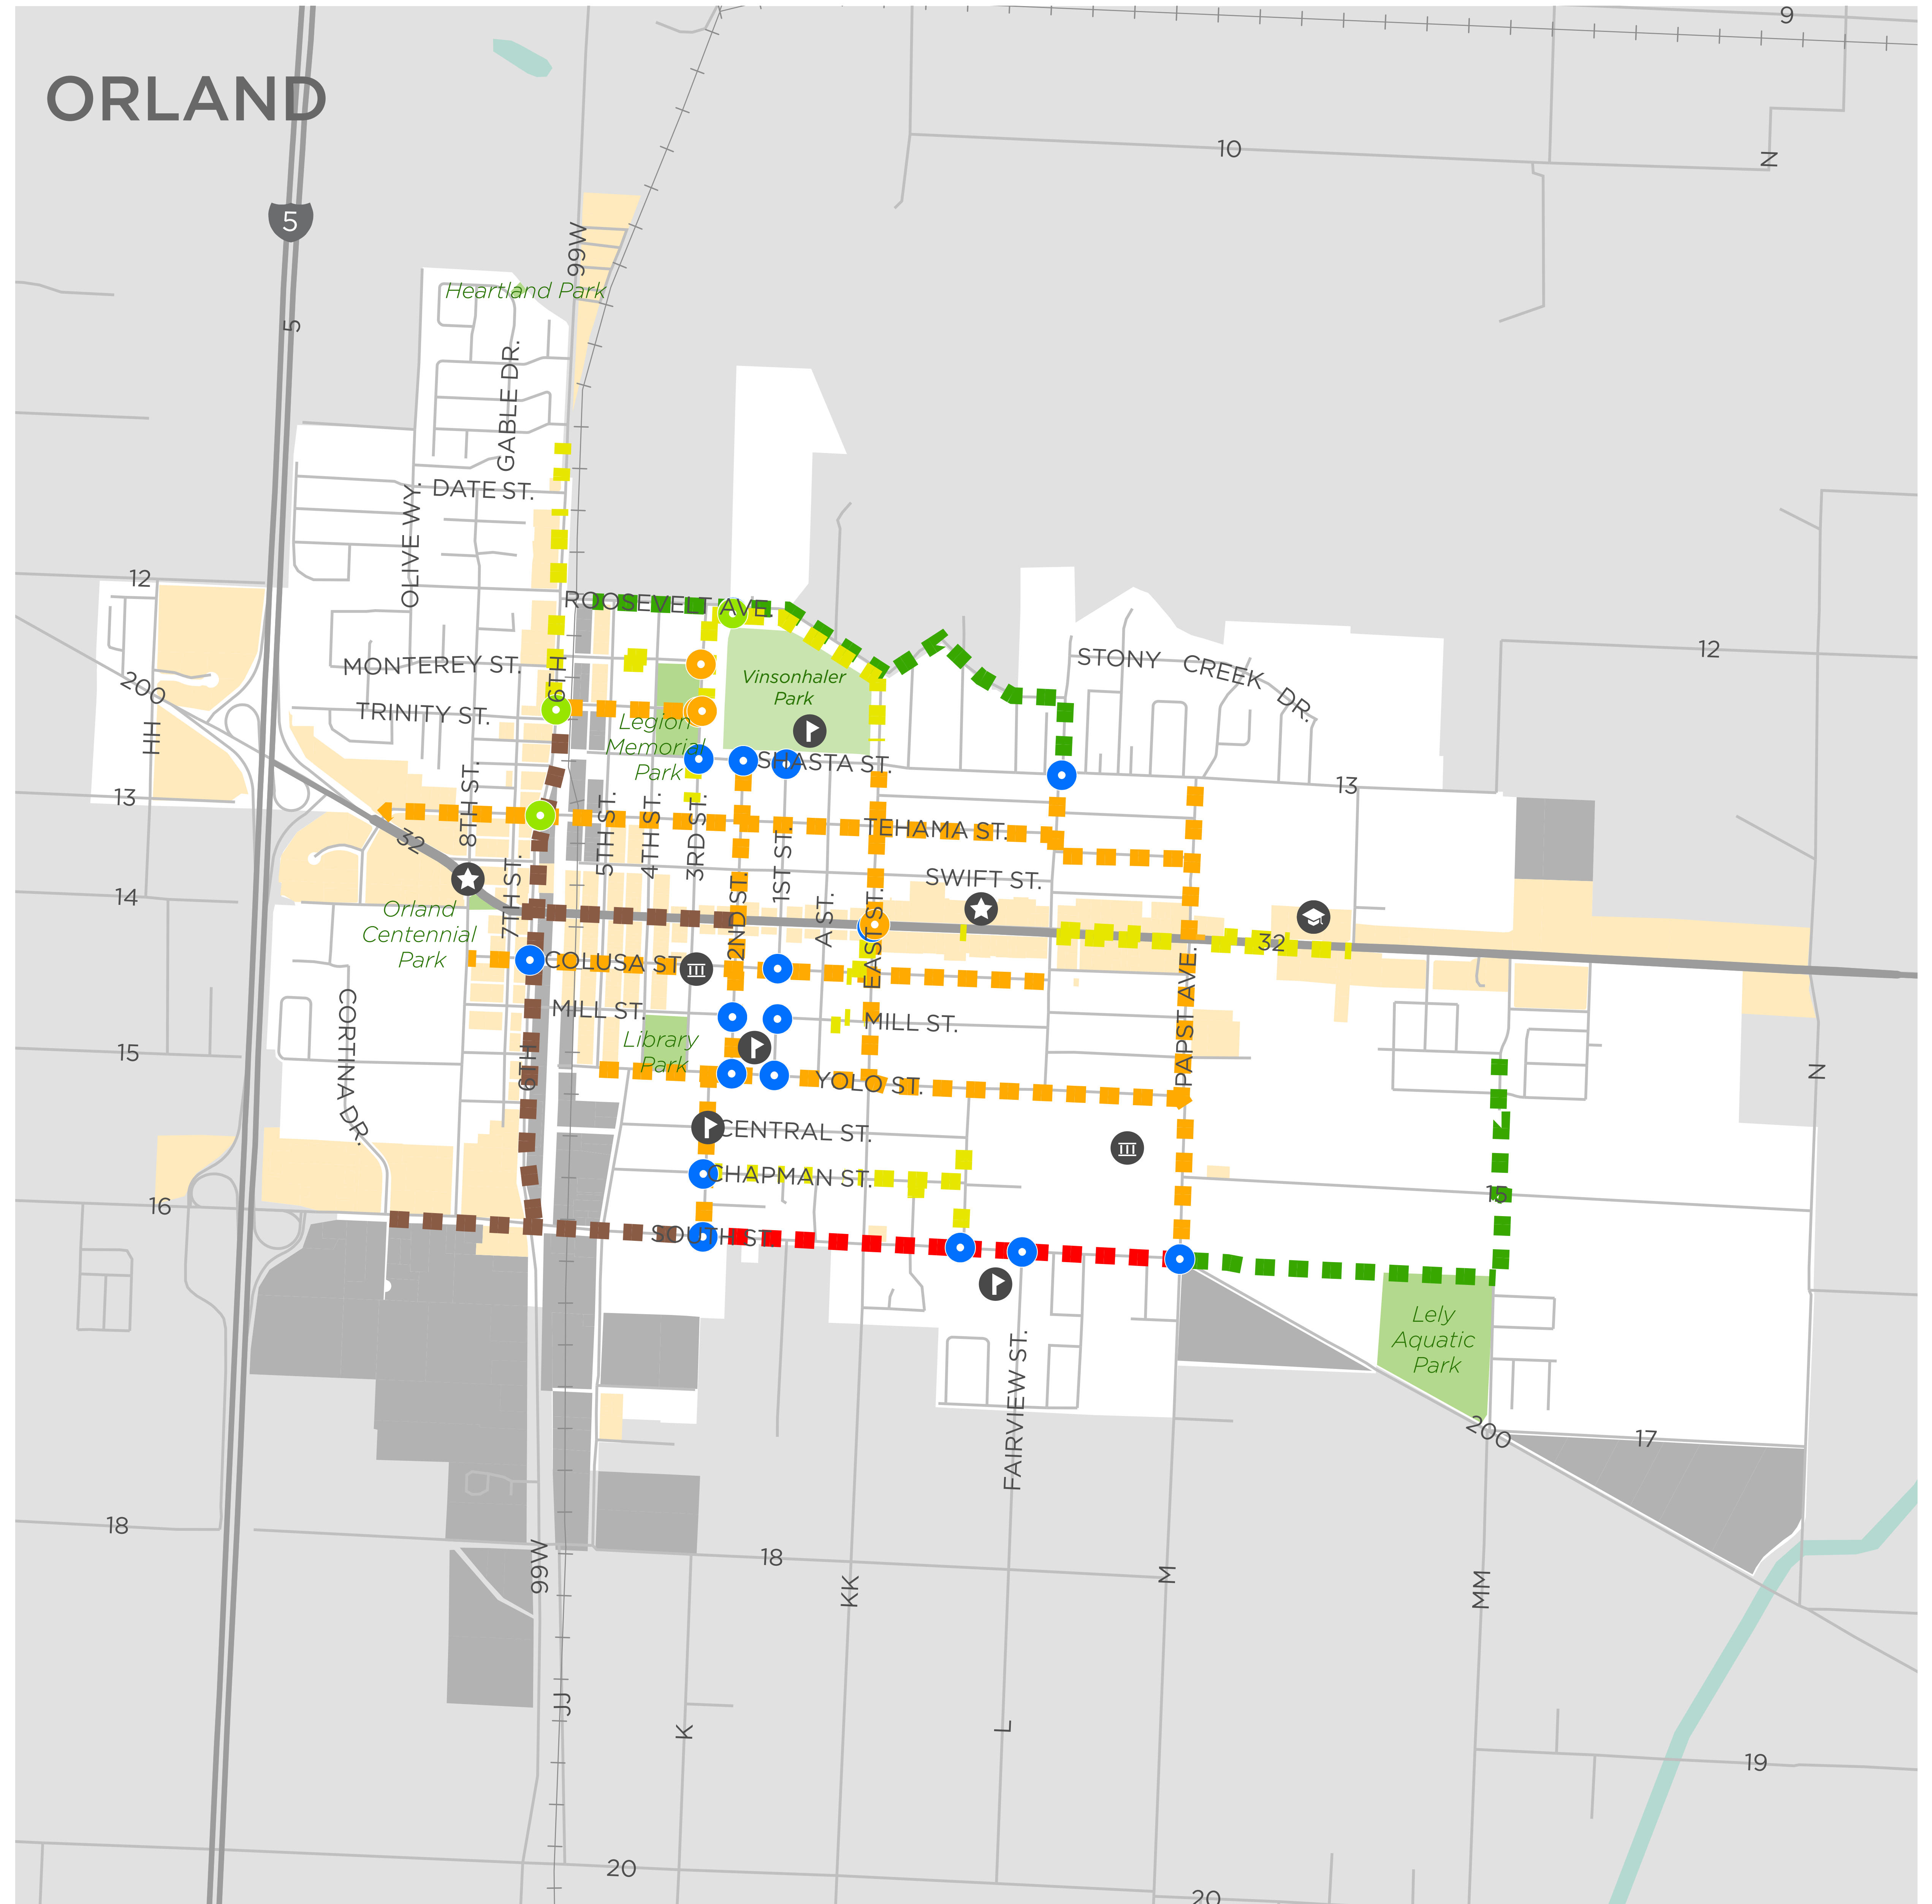 9
ORLAND
10
N
5
99W
Heartland Park
5
GABLE DR.
DATE ST.
OLIVE WY.
12
ROOSEVELT AVE.
12
MONTEREY ST.
6TH
STONY CREEK DR.
200
Vinsonhaler
Park
TRINITY ST.
HH
Legion
Memorial
Park
SHASTA ST.
13
13
8TH ST.
5TH ST.
4TH ST.
3RD ST.
1ST ST.
TEHAMA ST.
32
7TH ST.
2ND ST.
A ST.
EAST ST.
SWIFT ST.
14
Orland
Centennial
Park
32
COLUSA ST.
PAPST AVE.
CORTINA DR.
MILL ST.
MILL ST.
Library
Park
15
6TH
YOLO ST.
N
CENTRAL ST.
CHAPMAN ST.
15
16
SOUTH ST.
Lely
Aquatic
Park
FAIRVIEW ST.
200
17
18
99W
18
KK
M
MM
JJ
K
L
19
20
20